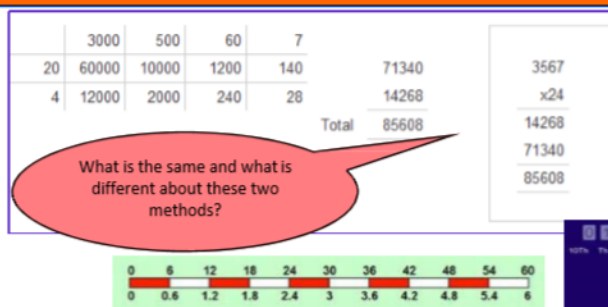 3000 500 60 7
20 60000 10000 1200 140 71340
4 12000 2000 240 28 14268
Total 85608
3567
x24
14268
71340
85608
What is the same and what is
different about these two
methods?
0 6 12 18 24 30 36 42 48 54 60
0 0.6 1.2 1.8 2.4 3 3.6 4.2 4.8 5.4 6